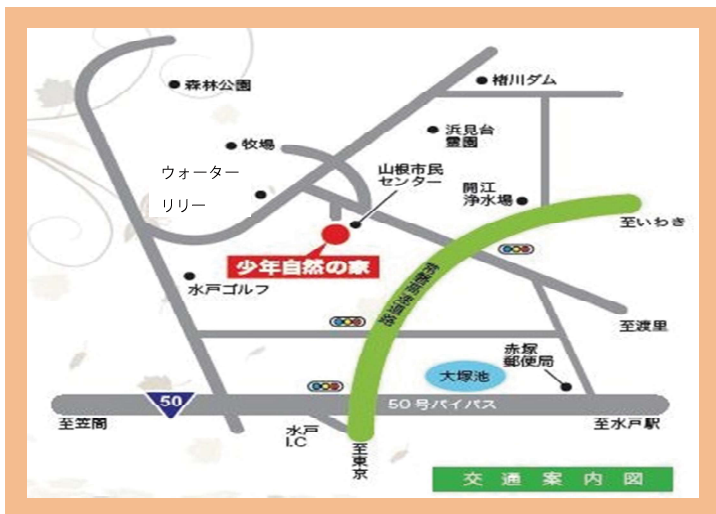 楮川ダム
森林公園
浜見台
霊園
牧場
山根市民
センター
ウォーター
リリー
開江
浄水場
至いわき
少年自然の家
常磐高速道路
水戸ゴルフ
至渡里
赤塚
郵便局
大塚池
50
50号バイパス
至笠間
水戸
I.C
至東京
至水戸駅
交通案内図